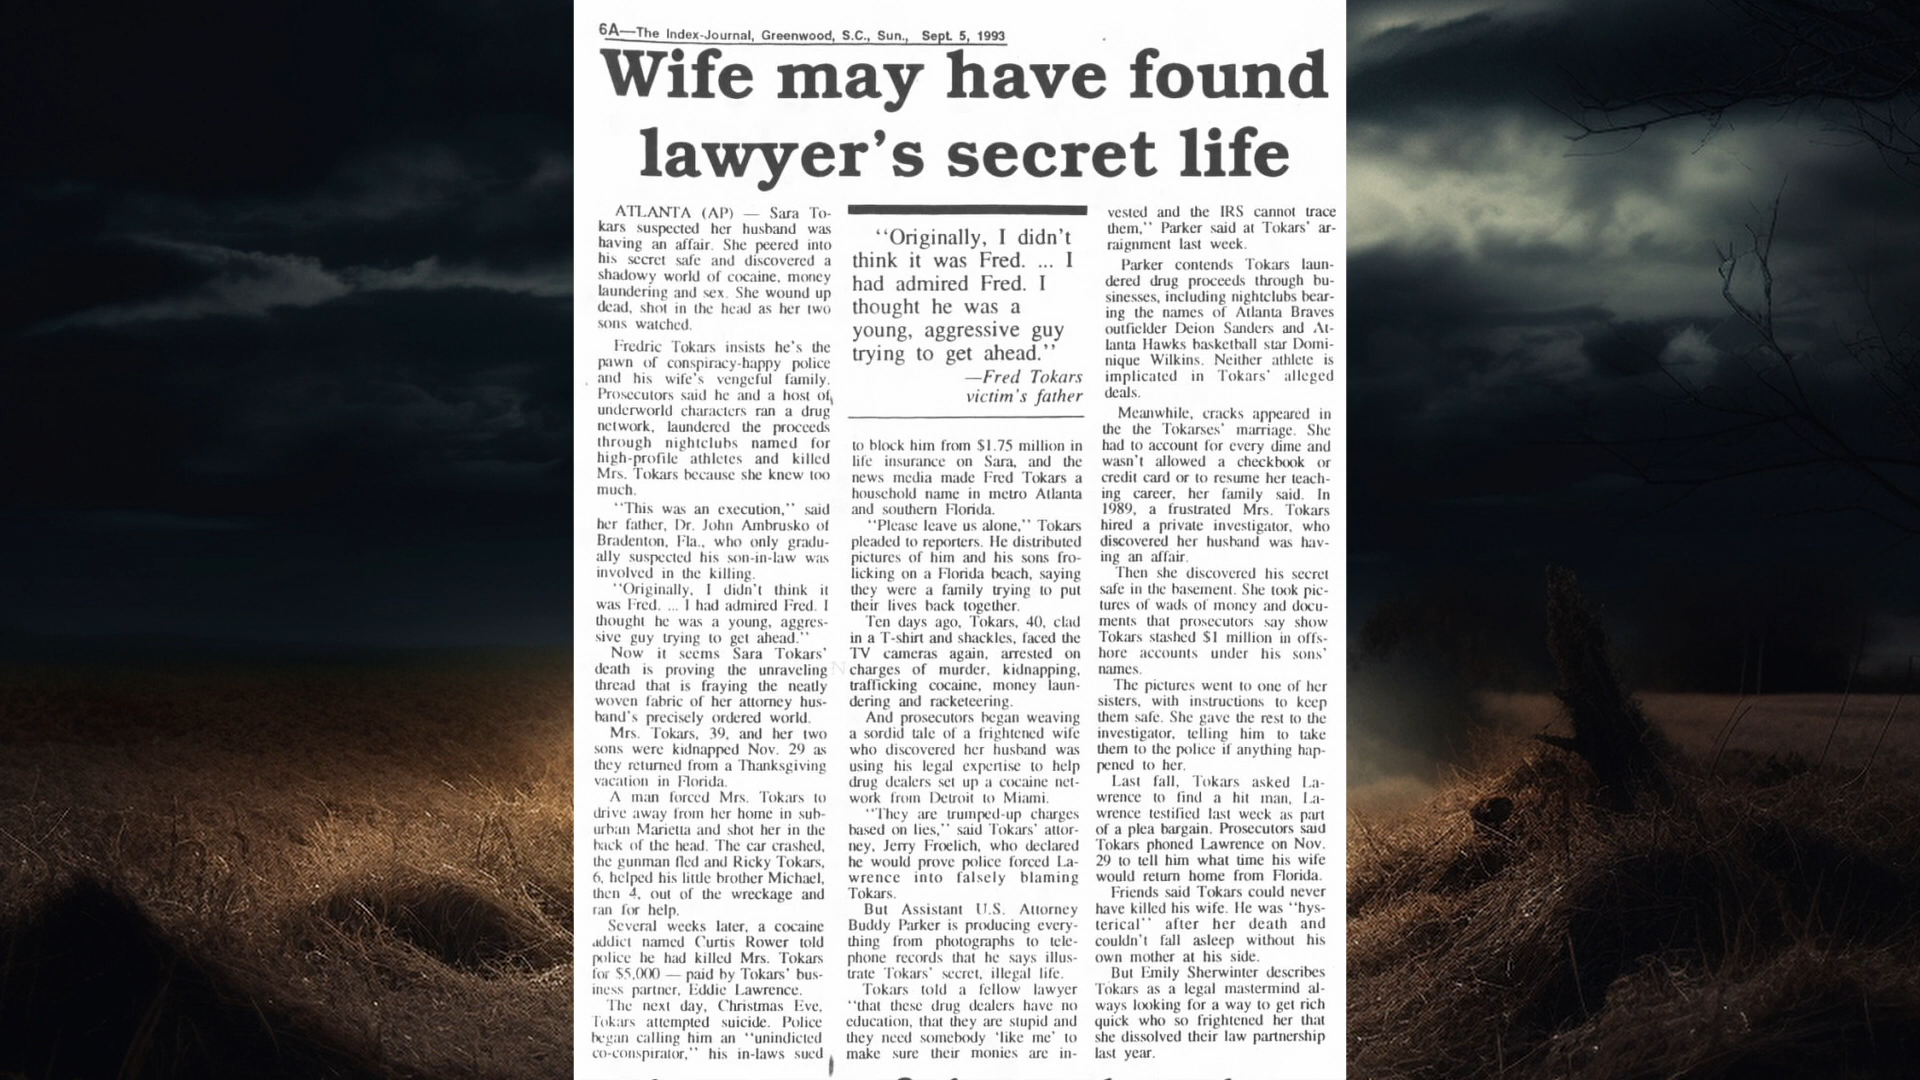 6A—The Index-Journal, Greenwood, S.C., Sun., Sept. 5, 1993
Wife may have found
lawyer's secret life
ATLANTA (AP) — Sara To-
kars suspected her husband was
having an affair. She peered into
his secret safe and discovered a
shadowy world of cocaine, money
laundering and sex. She wound up
dead, shot in the head as her two
sons watched.
Fredric Tokars insists he's the
pawn of conspiracy-happy police
and his wife's vengeful family.
Prosecutors said he and a host of
underworld characters ran a drug
network, laundered the proceeds
through nightclubs named for
high-profile athletes and killed
Mrs. Tokars because she knew too
much.
''This was an execution,'' said
her father, Dr. John Ambrusko of
Bradenton, Fla., who only gradu-
ally suspected his son-in-law was
involved in the killing.
''Originally, I didn't think it
was Fred. ... I had admired Fred. I
thought he was a young, aggres-
sive guy trying to get ahead.''
Now it seems Sara Tokars'
death is proving the unraveling
thread that is fraying the neatly
woven fabric of her attorney hus-
band's precisely ordered world.
Mrs. Tokars, 39, and her two
sons were kidnapped Nov. 29 as
they returned from a Thanksgiving
vacation in Florida.
A man forced Mrs. Tokars to
drive away from her home in sub-
urban Marietta and shot her in the
back of the head. The car crashed,
the gunman fled and Ricky Tokars,
6, helped his little brother Michael,
then 4, out of the wreckage and
ran for help.
Several weeks later, a cocaine
addict named Curtis Rower told
police he had killed Mrs. Tokars
for $5,000 — paid by Tokars' bus-
iness partner, Eddie Lawrence.
The next day, Christmas Eve,
Tokars attempted suicide. Police
began calling him an ''unindicted
co-conspirator,'' his in-laws sued
''Originally, I didn't
think it was Fred. ... I
had admired Fred. I
thought he was a
young, aggressive guy
trying to get ahead.''
—Fred Tokars
victim's father
to block him from $1.75 million in
life insurance on Sara, and the
news media made Fred Tokars a
household name in metro Atlanta
and southern Florida.
''Please leave us alone,'' Tokars
pleaded to reporters. He distributed
pictures of him and his sons fro-
licking on a Florida beach, saying
they were a family trying to put
their lives back together.
Ten days ago, Tokars, 40, clad
in a T-shirt and shackles, faced the
TV cameras again, arrested on
charges of murder, kidnapping,
trafficking cocaine, money laun-
dering and racketeering.
And prosecutors began weaving
a sordid tale of a frightened wife
who discovered her husband was
using his legal expertise to help
drug dealers set up a cocaine net-
work from Detroit to Miami.
''They are trumped-up charges
based on lies,'' said Tokars' attor-
ney, Jerry Froelich, who declared
he would prove police forced La-
wrence into falsely blaming
Tokars.
But Assistant U.S. Attorney
Buddy Parker is producing every-
thing from photographs to tele-
phone records that he says illus-
trate Tokars' secret, illegal life.
Tokars told a fellow lawyer
''that these drug dealers have no
education, that they are stupid and
they need somebody 'like me' to
make sure their monies are in-
vested and the IRS cannot trace
them,'' Parker said at Tokars' ar-
raignment last week.
Parker contends Tokars laun-
dered drug proceeds through bu-
sinesses, including nightclubs bear-
ing the names of Atlanta Braves
outfielder Deion Sanders and At-
lanta Hawks basketball star Domi-
nique Wilkins. Neither athlete is
implicated in Tokars' alleged
deals.
Meanwhile, cracks appeared in
the the Tokarses' marriage. She
had to account for every dime and
wasn't allowed a checkbook or
credit card or to resume her teach-
ing career, her family said. In
1989, a frustrated Mrs. Tokars
hired a private investigator, who
discovered her husband was hav-
ing an affair.
Then she discovered his secret
safe in the basement. She took pic-
tures of wads of money and docu-
ments that prosecutors say show
Tokars stashed $1 million in offs-
hore accounts under his sons'
names.
The pictures went to one of her
sisters, with instructions to keep
them safe. She gave the rest to the
investigator, telling him to take
them to the police if anything hap-
pened to her.
Last fall, Tokars asked La-
wrence to find a hit man, La-
wrence testified last week as part
of a plea bargain. Prosecutors said
Tokars phoned Lawrence on Nov.
29 to tell him what time his wife
would return home from Florida.
Friends said Tokars could never
have killed his wife. He was ''hys-
terical'' after her death and
couldn't fall asleep without his
own mother at his side.
But Emily Sherwinter describes
Tokars as a legal mastermind al-
ways looking for a way to get rich
quick who so frightened her that
she dissolved their law partnership
last year.